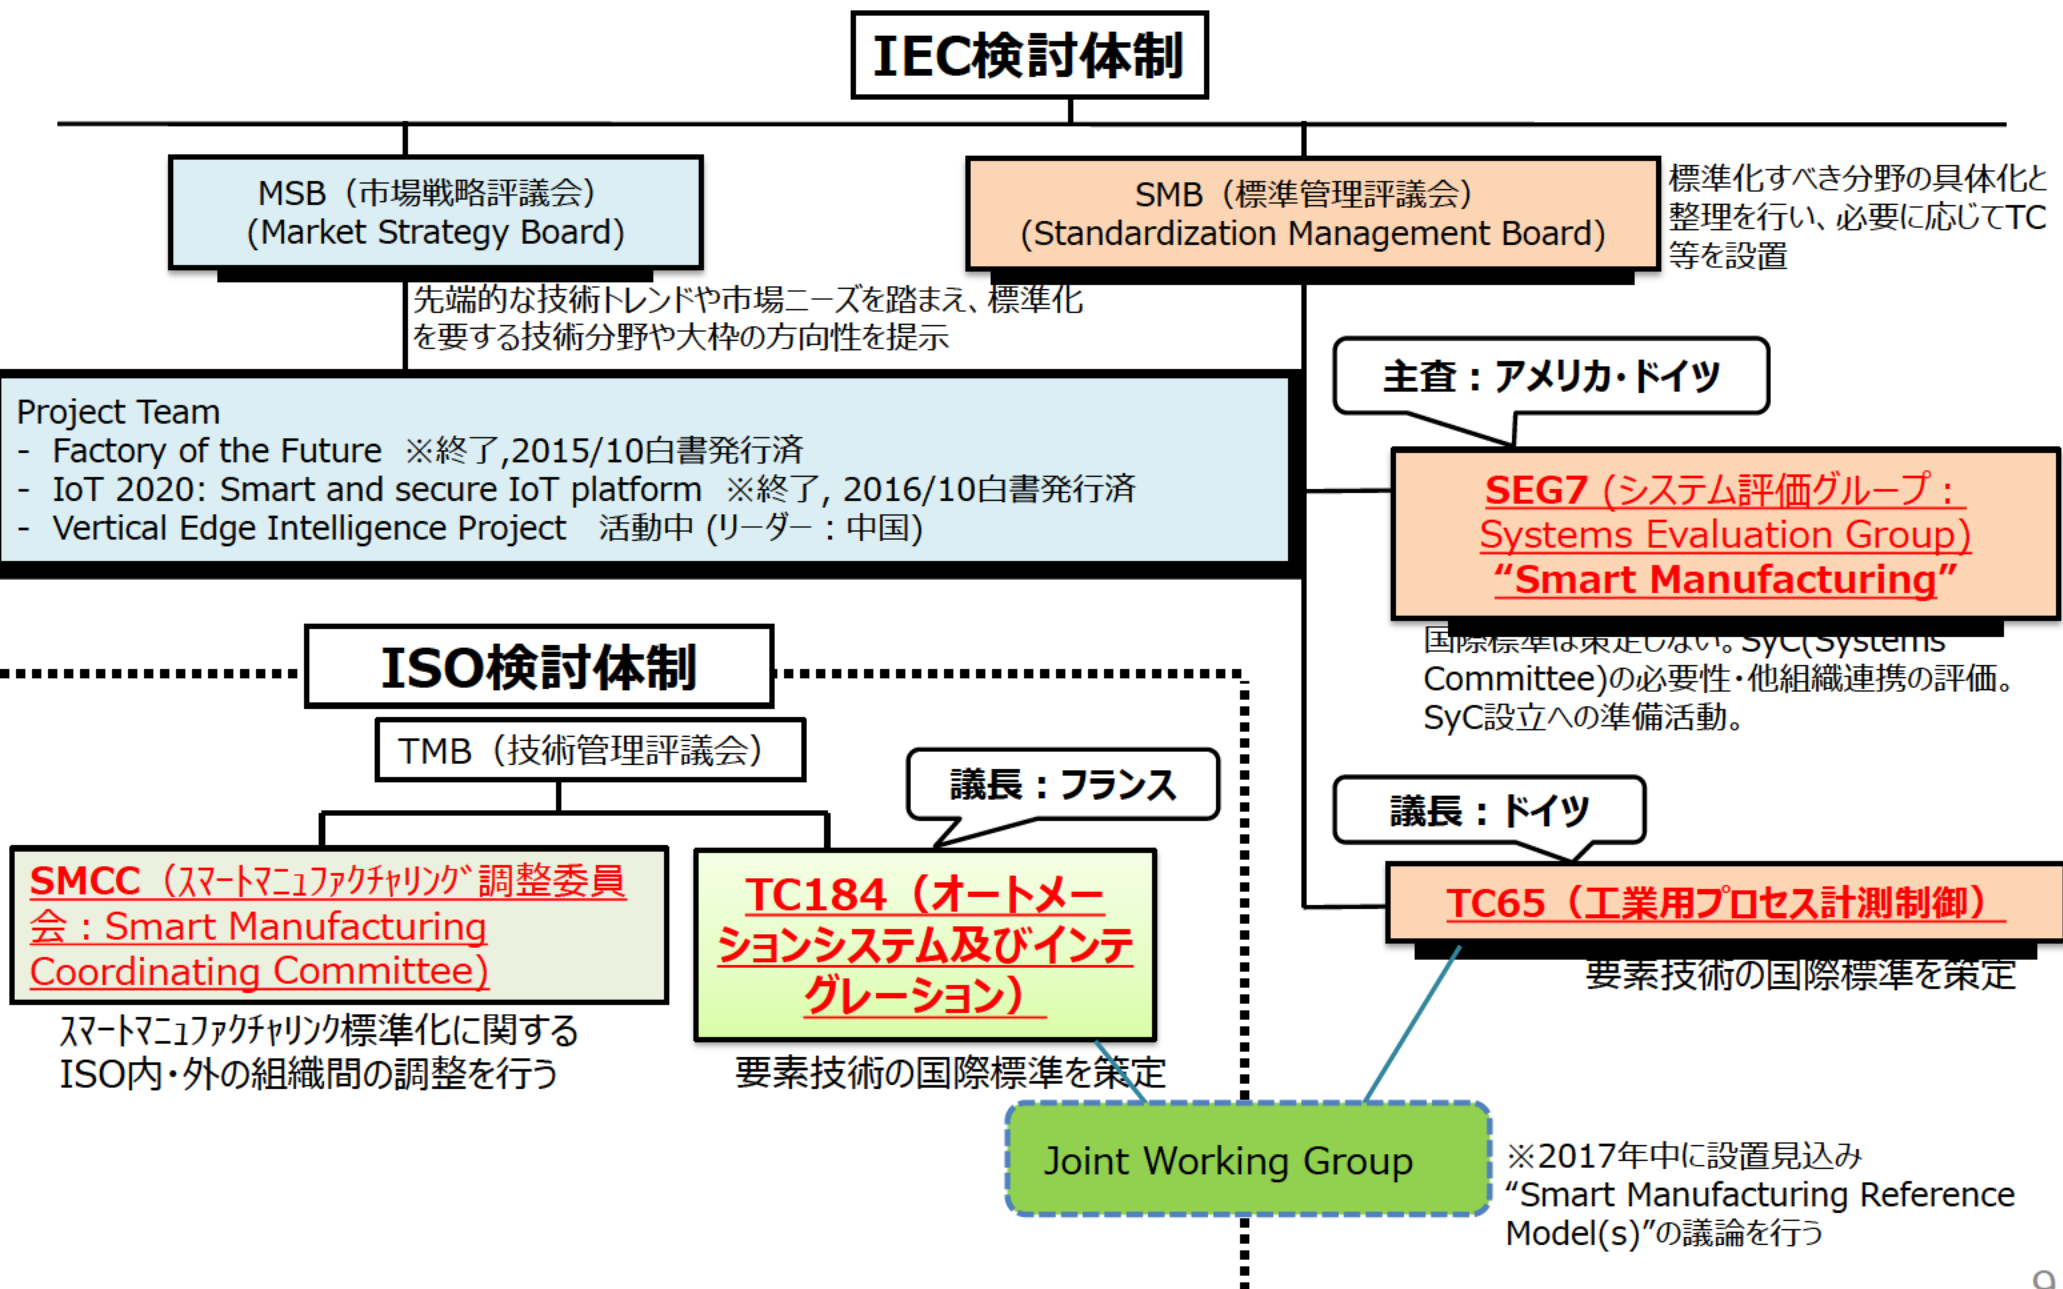 IEC検討体制
MSB（市場戦略評議会）
(Market Strategy Board)
SMB（標準管理評議会）
(Standardization Management Board)
標準化すべき分野の具体化と
整理を行い、必要に応じてTC
等を設置
先端的な技術トレンドや市場ニーズを踏まえ、標準化
を要する技術分野や大枠の方向性を提示
主査：アメリカ・ドイツ
Project Team
- Factory of the Future ※終了,2015/10白書発行済
- IoT 2020: Smart and secure IoT platform ※終了, 2016/10白書発行済
- Vertical Edge Intelligence Project 活動中 (リーダー：中国)
SEG7 (システム評価グループ：
Systems Evaluation Group)
“Smart Manufacturing”
国際標準は策定しない。SyC(Systems
Committee)の必要性・他組織連携の評価。
SyC設立への準備活動。
ISO検討体制
TMB（技術管理評議会）
議長：フランス
議長：ドイツ
SMCC（ｽﾏｰﾄﾏﾆｭﾌｧｸﾁｬﾘﾝｸﾞ調整委員
会：Smart Manufacturing
Coordinating Committee)
ｽﾏｰﾄﾏﾆｭﾌｧｸﾁｬﾘﾝｸ標準化に関する
ISO内・外の組織間の調整を行う
TC184（オートメー
ションシステム及びインテ
グレーション）
要素技術の国際標準を策定
TC65（工業用プロセス計測制御）
要素技術の国際標準を策定
Joint Working Group
※2017年中に設置見込み
“Smart Manufacturing Reference
Model(s)”の議論を行う
9